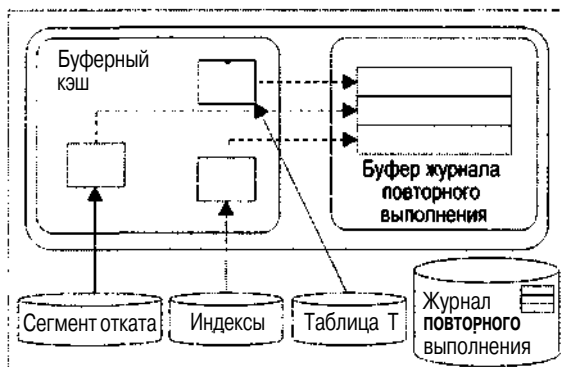 Буферный
кэш
Буфер журнала
повторного
выполнения
Сегмент отката
Индексы
Таблица Т
Журнал
повторного
выполнения